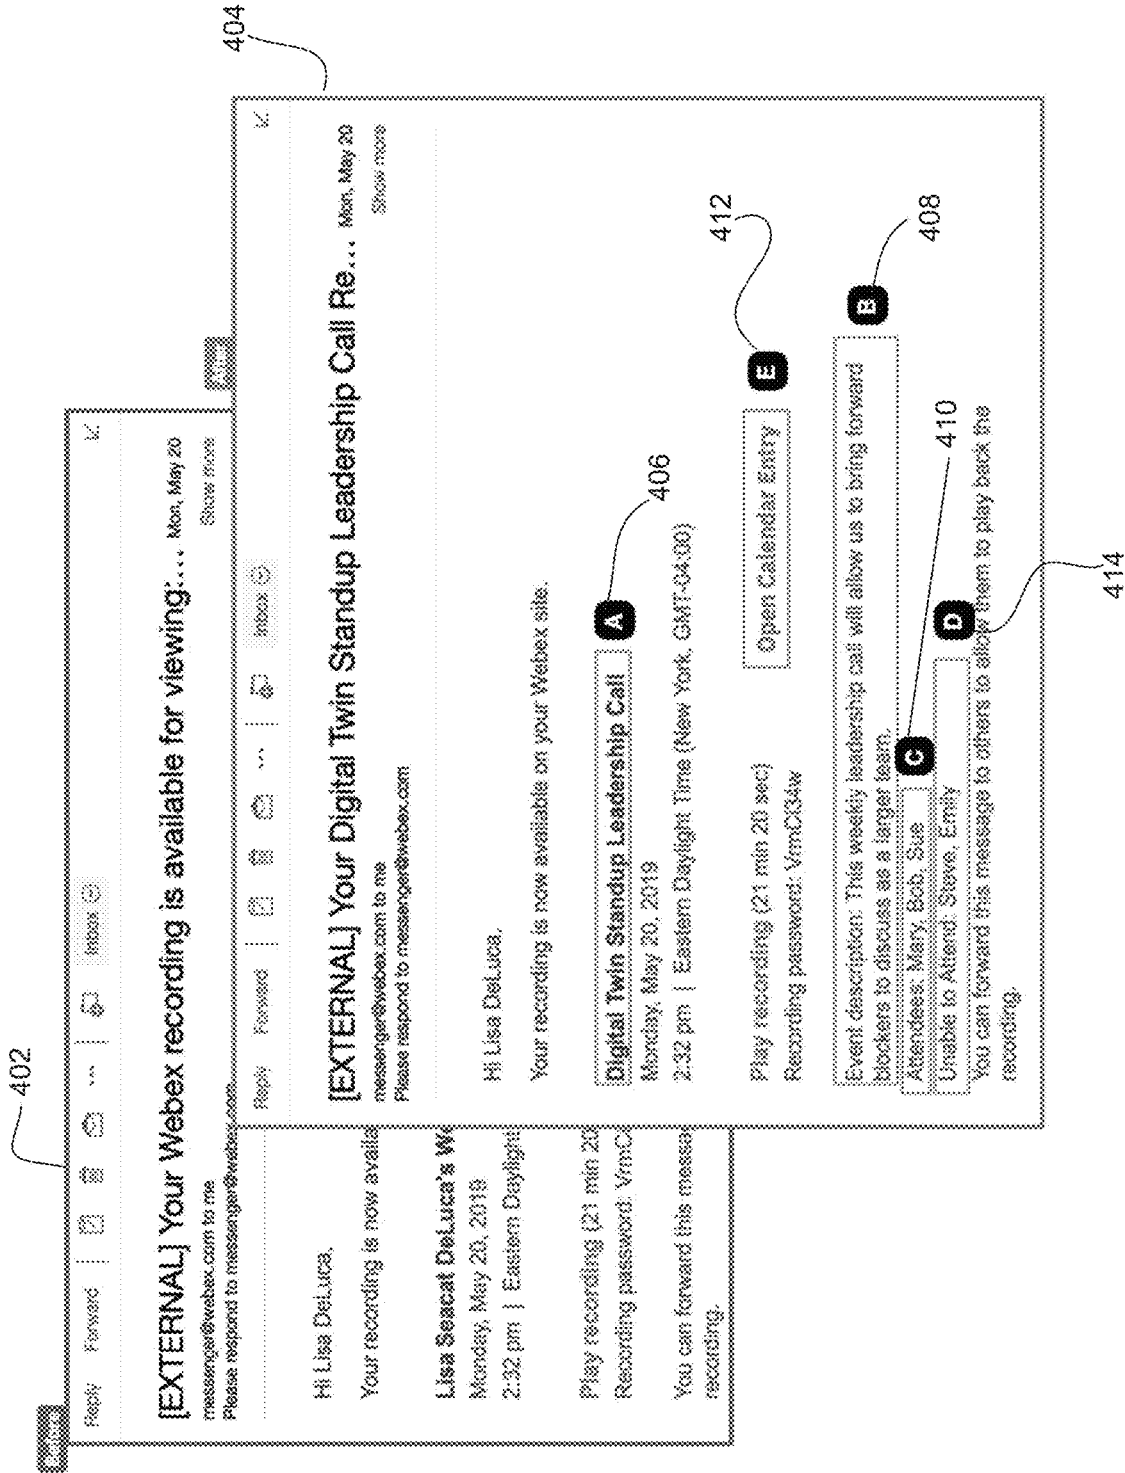 402
Before
Reply Forward ... Inbox
[EXTERNAL] Your Webex recording is available for viewing:... Mon, May 20
messenger@webex.com to me Show more
Please respond to messenger@webex.com
Hi Lisa DeLuca,
Your recording is now availa
Lisa Seacat DeLuca's We
Monday, May 20, 2019
2:32 pm | Eastern Daylight
Play recording (21 min 20
Recording password: VrmC
You can forward this messa
recording.
404
After
Reply Forward ... Inbox
[EXTERNAL] Your Digital Twin Standup Leadership Call Re... Mon, May 20
messenger@webex.com to me Show more
Please respond to messenger@webex.com
Hi Lisa DeLuca,
Your recording is now available on your Webex site.
Digital Twin Standup Leadership Call A
406
Monday, May 20, 2019
2:32 pm | Eastern Daylight Time (New York, GMT-04:00)
412
Play recording (21 min 20 sec) Open Calendar Entry E
Recording password: VrnCi34w
Event description: This weekly leadership call will allow us to bring forward B
blockers to discuss as a larger team.
408
Attendees: Mary, Bob, Sue C
410
Unable to Attend: Steve, Emily D
You can forward this message to others to allow them to play back the
recording.
414